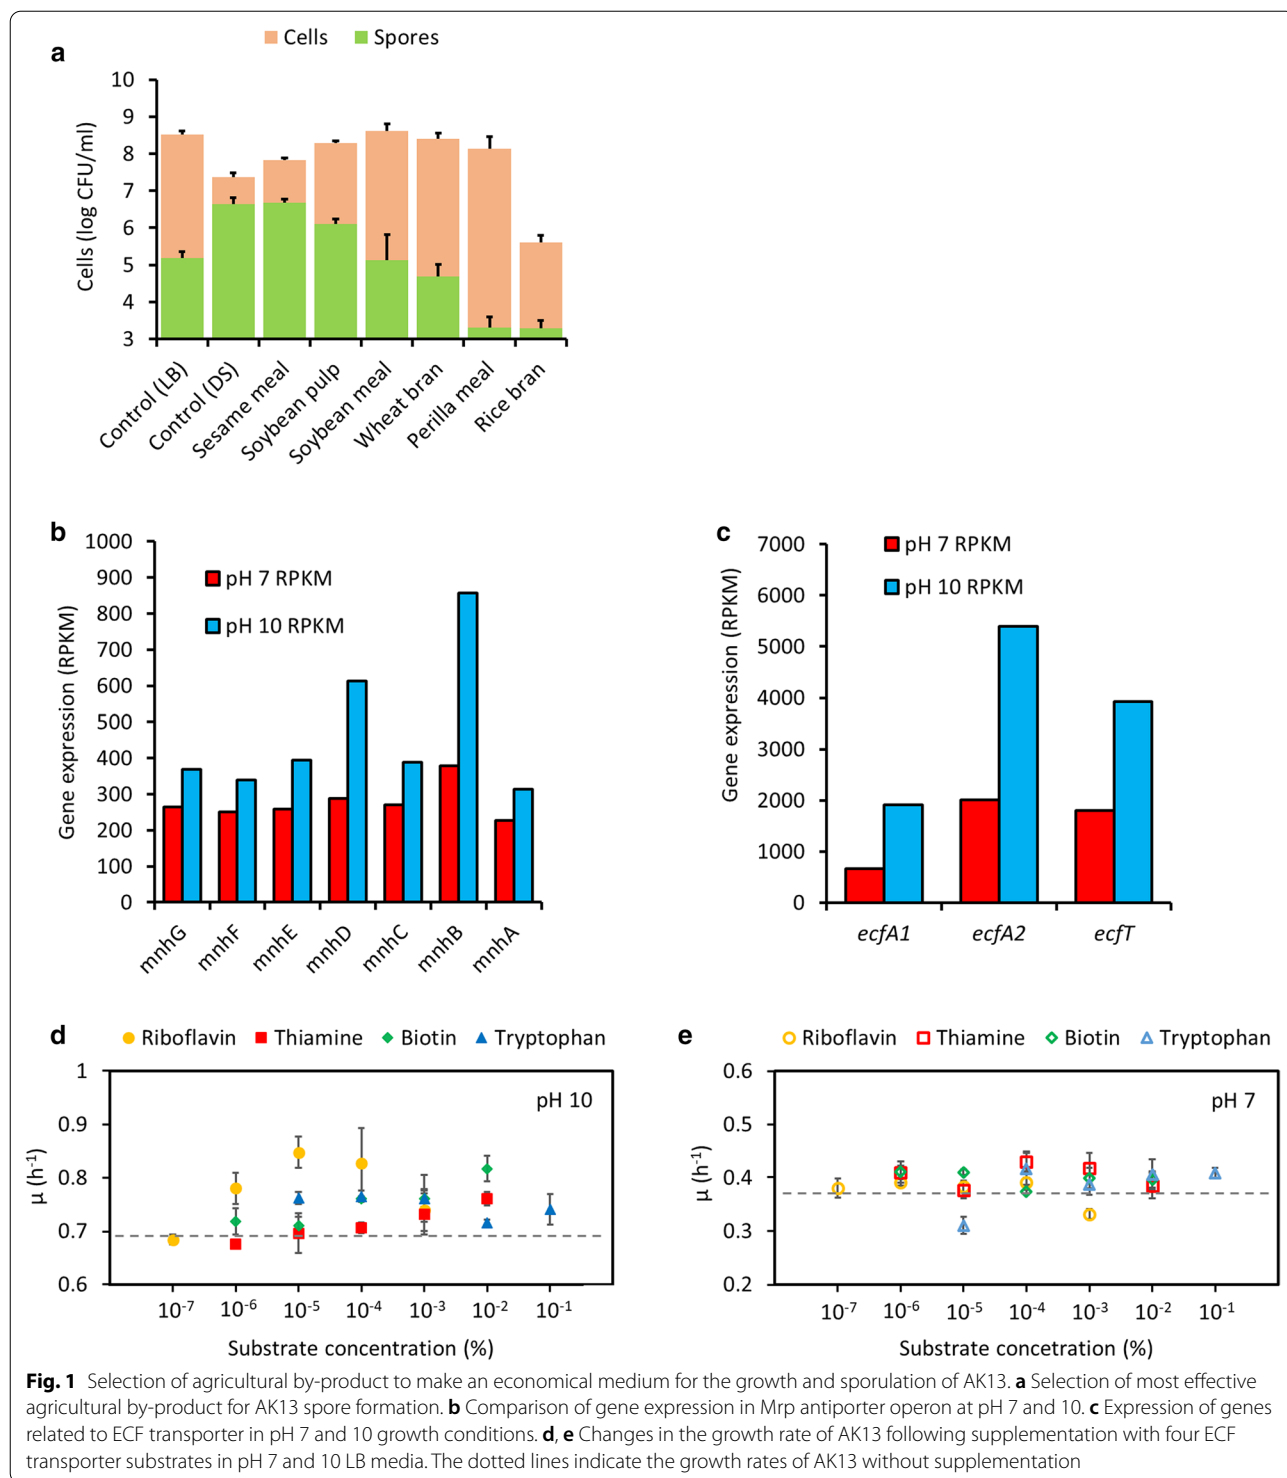 a
Cells Spores
10
9
8
7
6
5
4
3
Cells (log CFU/ml)
Control (LB)
Control (DS)
Sesame meal
Soybean pulp
Soybean meal
Wheat bran
Perilla meal
Rice bran
b
1000
900
800
700
600
500
400
300
200
100
0
Gene expression (RPKM)
pH 7 RPKM
pH 10 RPKM
mnhG
mnhF
mnhE
mnhD
mnhC
mnhB
mnhA
c
7000
6000
5000
4000
3000
2000
1000
0
Gene expression (RPKM)
pH 7 RPKM
pH 10 RPKM
ecfA1 ecfA2 ecfT
d
Riboflavin Thiamine Biotin Tryptophan
1
0.9
0.8
0.7
0.6
µ (h⁻¹)
pH 10
10⁻⁷ 10⁻⁶ 10⁻⁵ 10⁻⁴ 10⁻³ 10⁻² 10⁻¹
Substrate concentration (%)
e
Riboflavin Thiamine Biotin Tryptophan
0.6
0.5
0.4
0.3
0.2
µ (h⁻¹)
pH 7
10⁻⁷ 10⁻⁶ 10⁻⁵ 10⁻⁴ 10⁻³ 10⁻² 10⁻¹
Substrate concetration (%)
Fig. 1 Selection of agricultural by-product to make an economical medium for the growth and sporulation of AK13. a Selection of most effective
agricultural by-product for AK13 spore formation. b Comparison of gene expression in Mrp antiporter operon at pH 7 and 10. c Expression of genes
related to ECF transporter in pH 7 and 10 growth conditions. d, e Changes in the growth rate of AK13 following supplementation with four ECF
transporter substrates in pH 7 and 10 LB media. The dotted lines indicate the growth rates of AK13 without supplementation